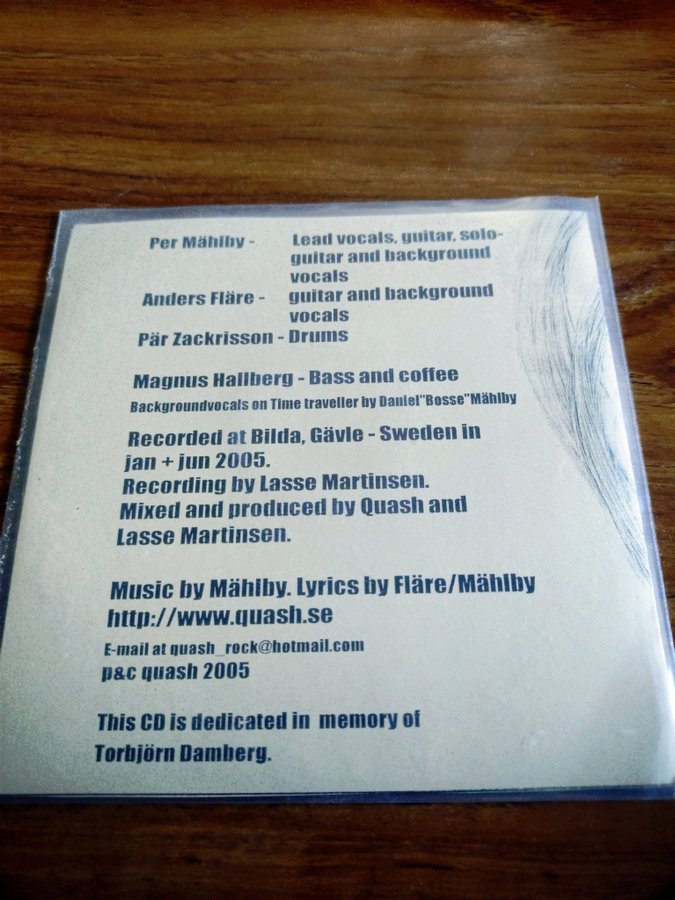 Per Mählby - Lead vocals, guitar, solo-
guitar and background
vocals
Anders Fläre - guitar and background
vocals
Pär Zackrisson - Drums
Magnus Hallberg - Bass and coffee
Backgroundvocals on Time traveller by Daniel"Bosse"Mählby
Recorded at Bilda, Gävle - Sweden in
jan + jun 2005.
Recording by Lasse Martinsen.
Mixed and produced by Quash and
Lasse Martinsen.
Music by Mählby. Lyrics by Fläre/Mählby
http://www.quash.se
E-mail at quash_rock@hotmail.com
p&c quash 2005
This CD is dedicated in memory of
Torbjörn Damberg.